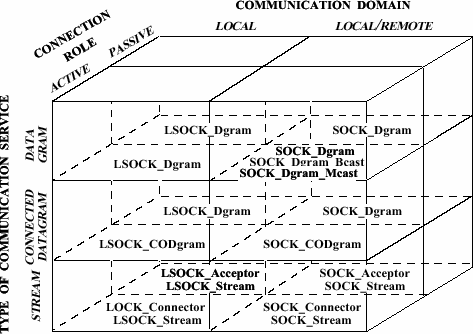 COMMUNICATION DOMAIN
CONNECTION
ROLE
LOCAL
LOCAL/REMOTE
ACTIVE
PASSIVE
TYPE OF COMMUNICATION SERVICE
DATA
GRAM
LSOCK_Dgram
SOCK_Dgram
LSOCK_Dgram
SOCK_Dgram
SOCK_Dgram_Bcast
SOCK_Dgram_Mcast
CONNECTED
DATAGRAM
LSOCK_Dgram
SOCK_Dgram
LSOCK_CODgram
SOCK_CODgram
STREAM
LSOCK_Acceptor
LSOCK_Stream
SOCK_Acceptor
SOCK_Stream
LOCK_Connector
LSOCK_Stream
SOCK_Connector
SOCK_Stream